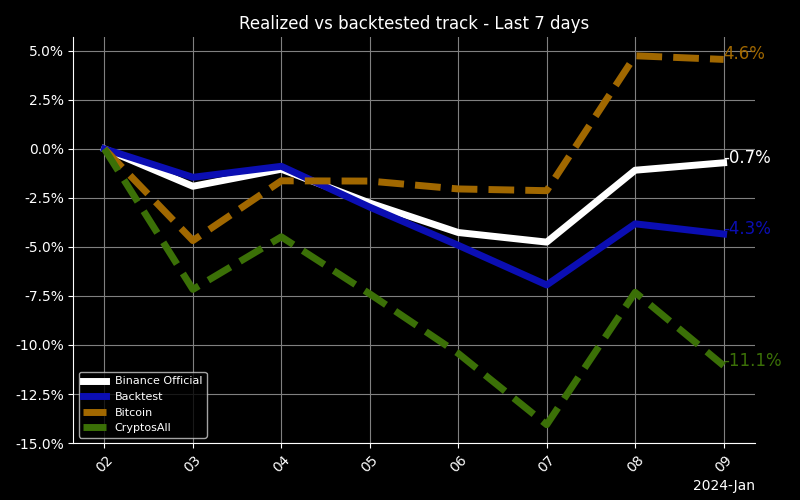 Realized vs backtested track - Last 7 days
5.0%
2.5%
0.0%
-2.5%
-5.0%
-7.5%
-10.0%
-12.5%
-15.0%
4.6%
-0.7%
-4.3%
-11.1%
Binance Official
Backtest
Bitcoin
CryptosAll
02 03 04 05 06 07 08 09
2024-Jan